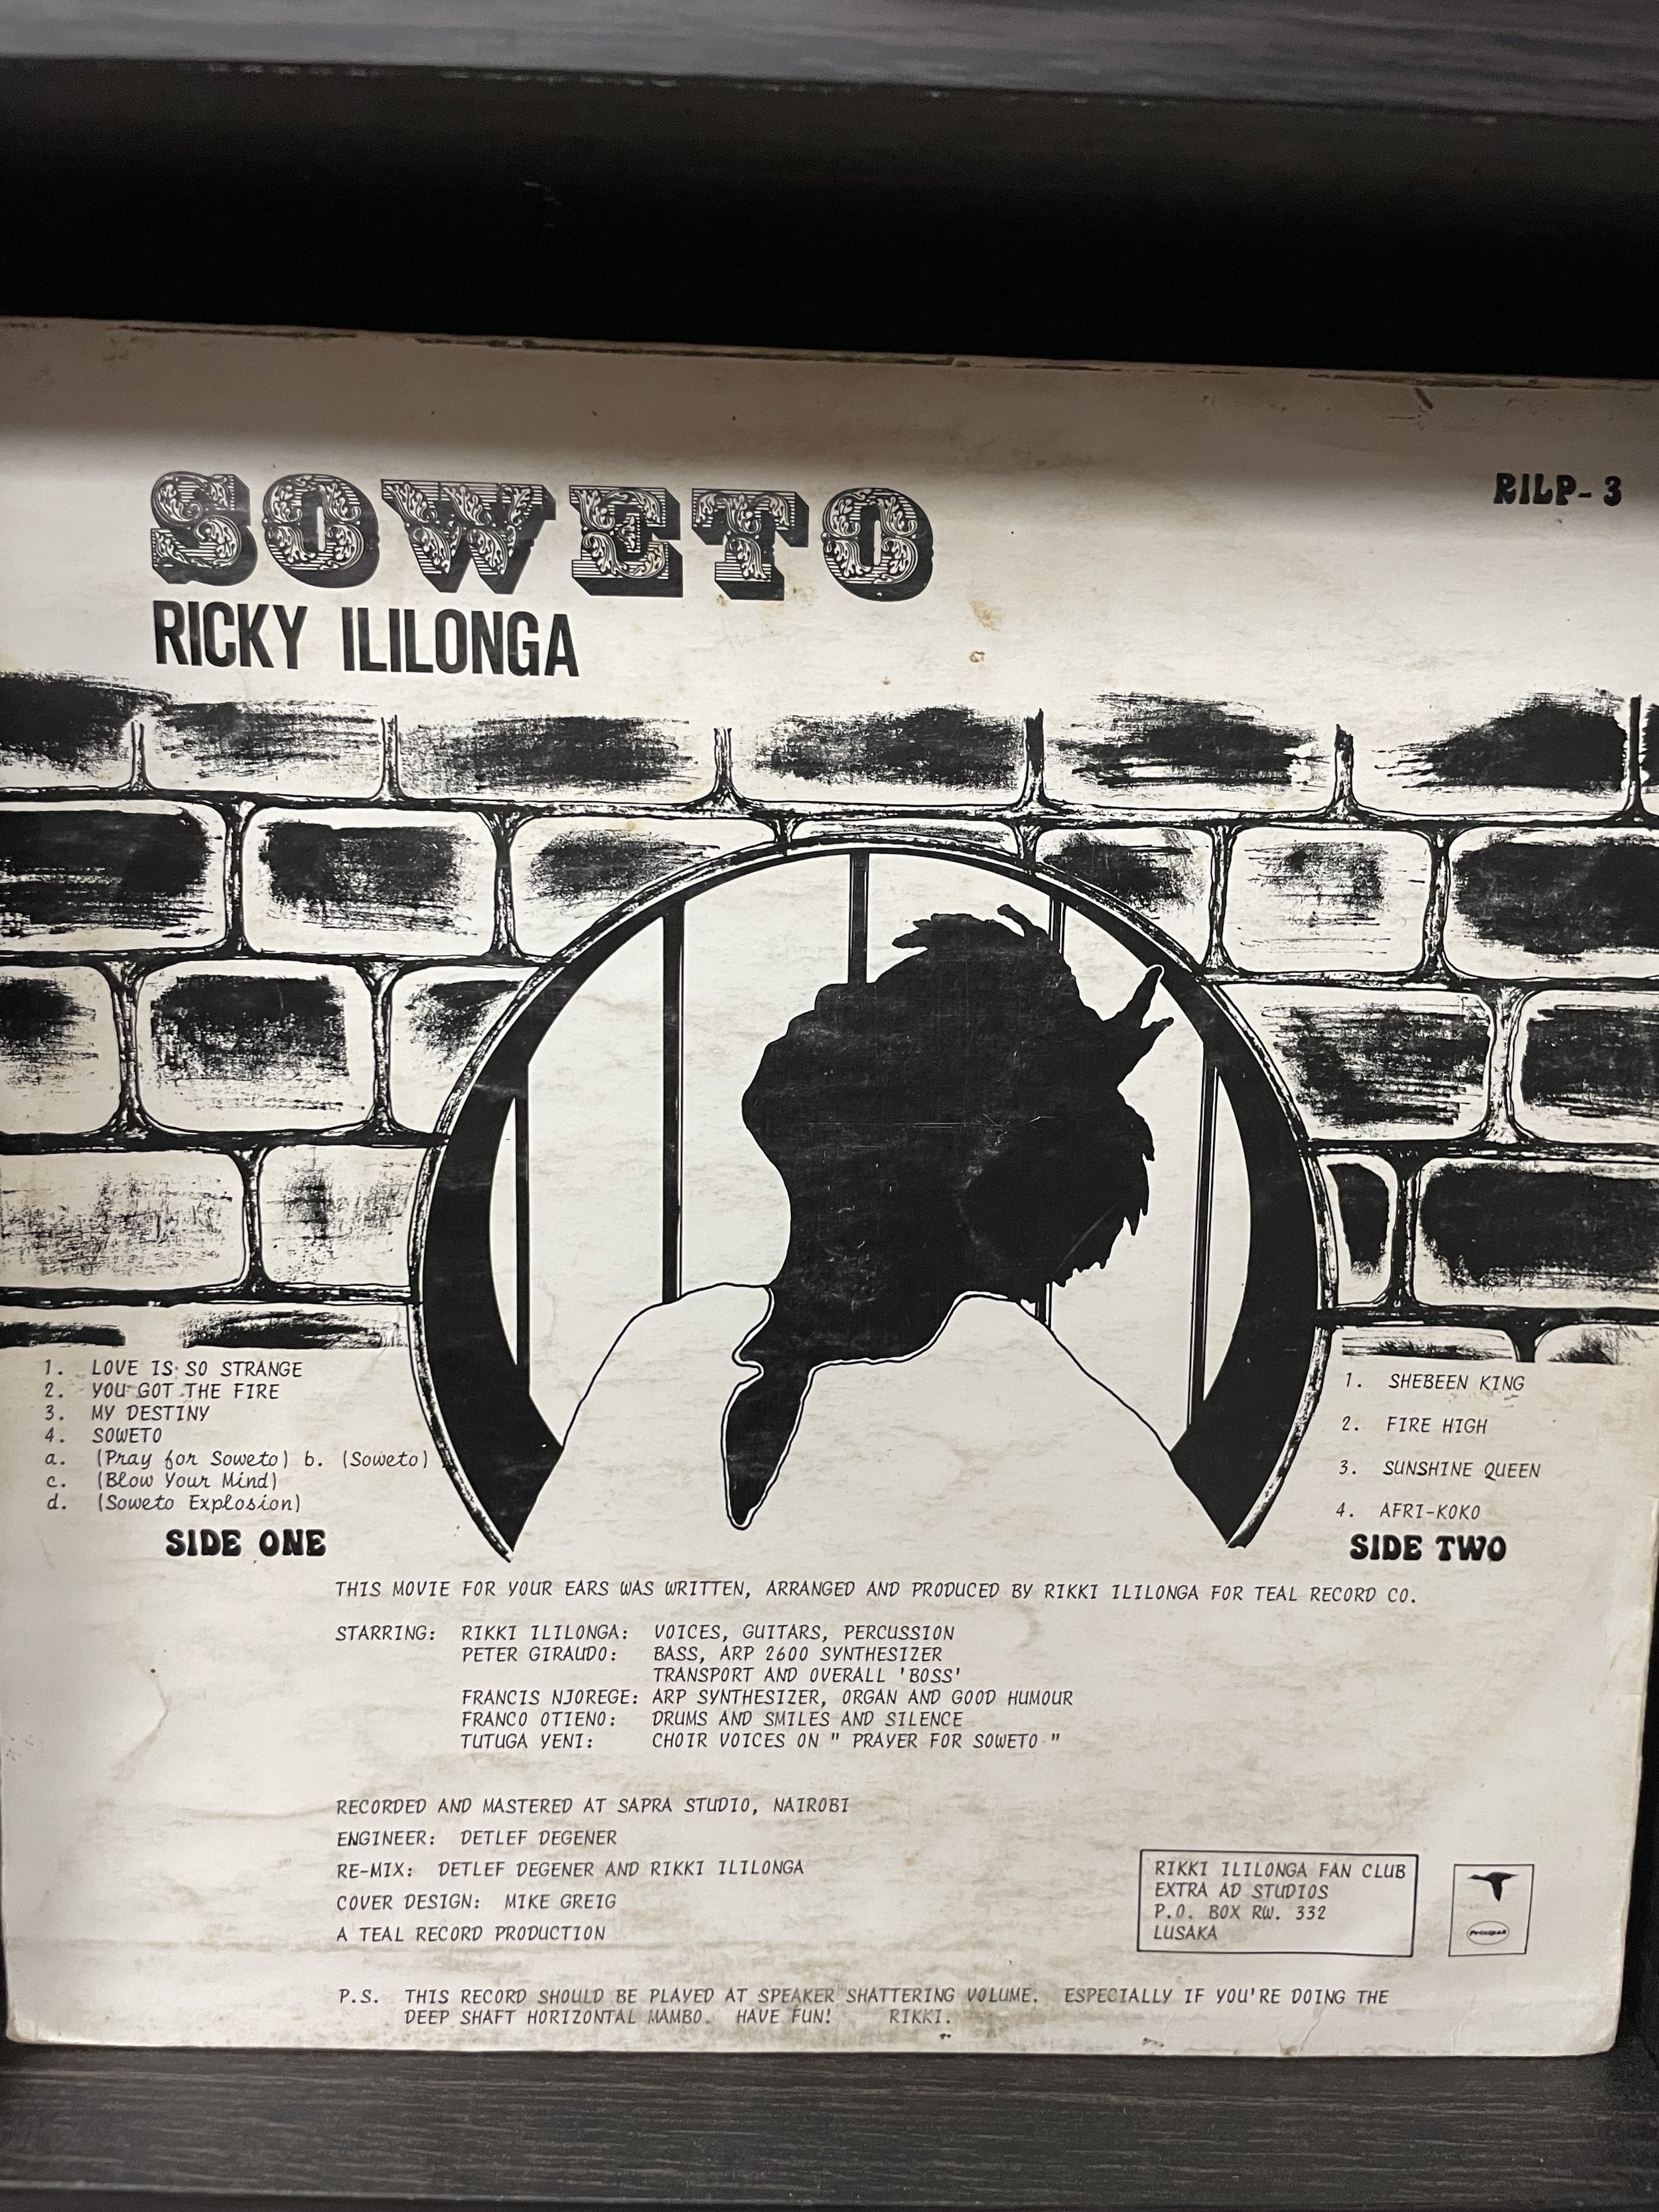 SOWETO
RICKY ILILONGA
RILP- 3
1. LOVE IS SO STRANGE
2. YOU GOT THE FIRE
3. MY DESTINY
4. SOWETO
a. (Pray for Soweto) b. (Soweto)
c. (Blow Your Mind)
d. (Soweto Explosion)
SIDE ONE
1. SHEBEEN KING
2. FIRE HIGH
3. SUNSHINE QUEEN
4. AFRI-KOKO
SIDE TWO
THIS MOVIE FOR YOUR EARS WAS WRITTEN, ARRANGED AND PRODUCED BY RIKKI ILILONGA FOR TEAL RECORD CO.
STARRING: RIKKI ILILONGA: VOICES, GUITARS, PERCUSSION
PETER GIRAUDO: BASS, ARP 2600 SYNTHESIZER
TRANSPORT AND OVERALL 'BOSS'
FRANCIS NJOREGE: ARP SYNTHESIZER, ORGAN AND GOOD HUMOUR
FRANCO OTIENO: DRUMS AND SMILES AND SILENCE
TUTUGA YENI: CHOIR VOICES ON " PRAYER FOR SOWETO "
RECORDED AND MASTERED AT SAPRA STUDIO, NAIROBI
ENGINEER: DETLEF DEGENER
RE-MIX: DETLEF DEGENER AND RIKKI ILILONGA
COVER DESIGN: MIKE GREIG
A TEAL RECORD PRODUCTION
RIKKI ILILONGA FAN CLUB
EXTRA AD STUDIOS
P.O. BOX RW. 332
LUSAKA
Printpak
P.S. THIS RECORD SHOULD BE PLAYED AT SPEAKER SHATTERING VOLUME. ESPECIALLY IF YOU'RE DOING THE
DEEP SHAFT HORIZONTAL MAMBO. HAVE FUN! RIKKI.